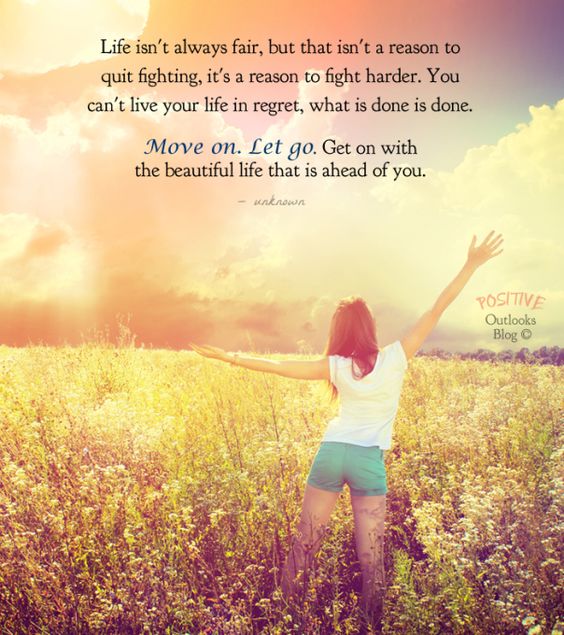 Life isn't always fair, but that isn't a reason to
quit fighting, it's a reason to fight harder. You
can't live your life in regret, what is done is done.
Move on. Let go. Get on with
the beautiful life that is ahead of you.
– unknown
POSITIVE
Outlooks
Blog ©